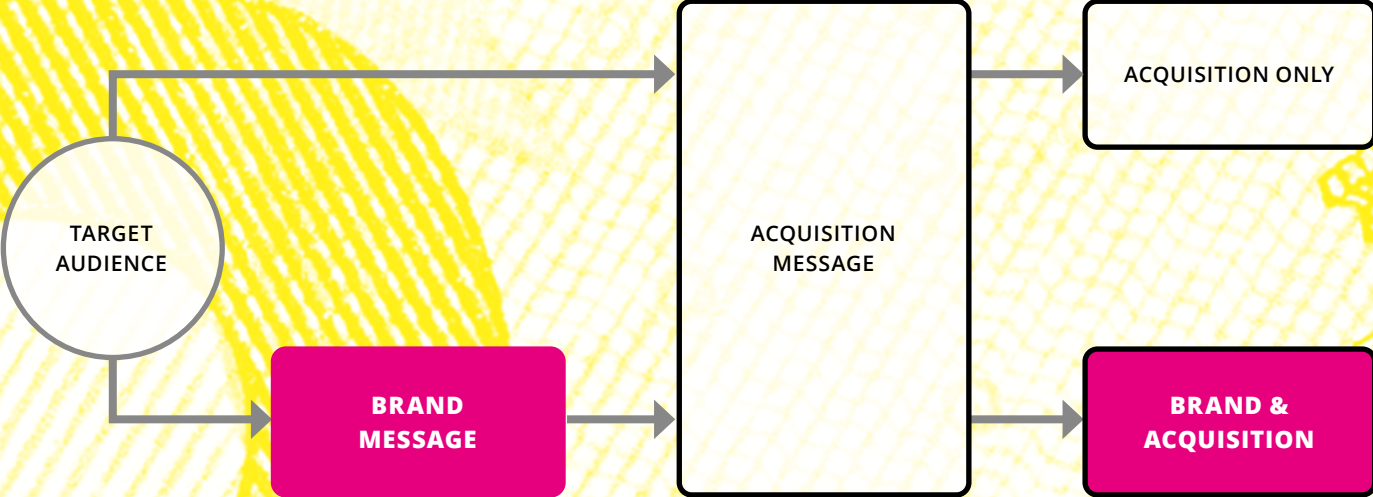 ACQUISITION ONLY
TARGET
AUDIENCE
ACQUISITION
MESSAGE
BRAND
MESSAGE
BRAND &
ACQUISITION